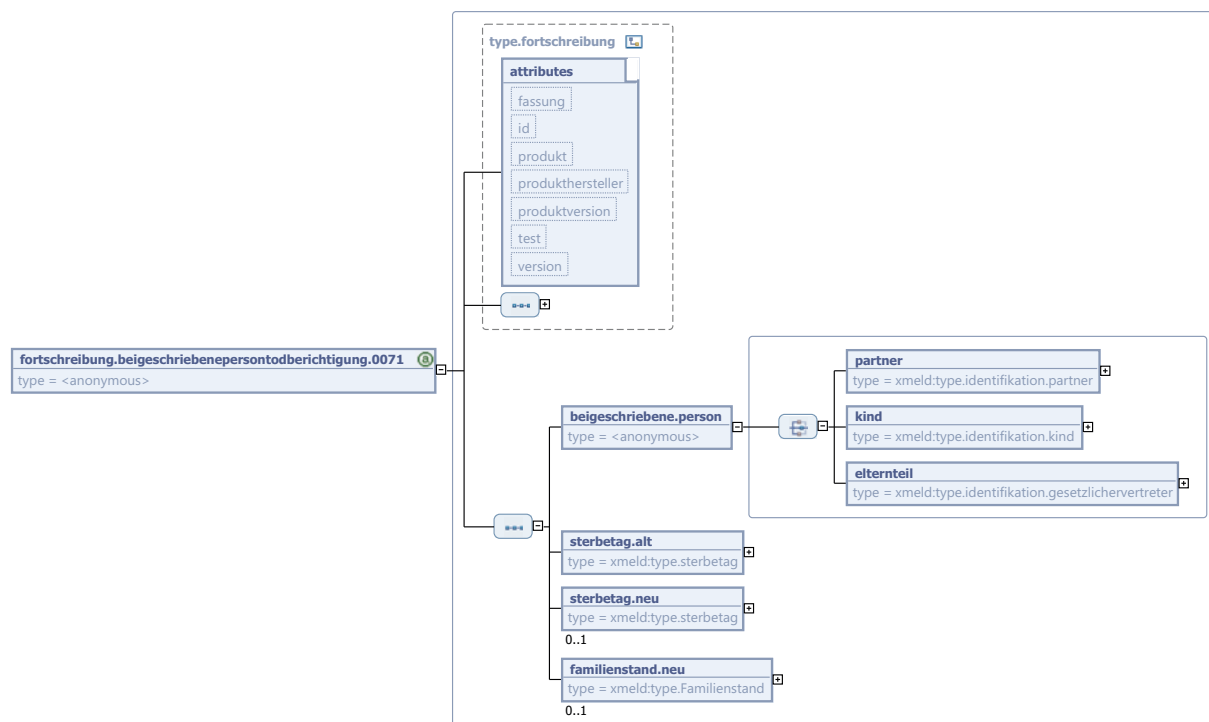 type.fortschreibung
attributes
fassung
id
produkt
produkthersteller
produktversion
test
version
fortschreibung.beigeschriebenepersontodberichtigung.0071
type = <anonymous>
beigeschriebene.person
type = <anonymous>
partner
type = xmeld:type.identifikation.partner
kind
type = xmeld:type.identifikation.kind
elternteil
type = xmeld:type.identifikation.gesetzlichervertreter
sterbetag.alt
type = xmeld:type.sterbetag
sterbetag.neu
type = xmeld:type.sterbetag
0..1
familienstand.neu
type = xmeld:type.Familienstand
0..1